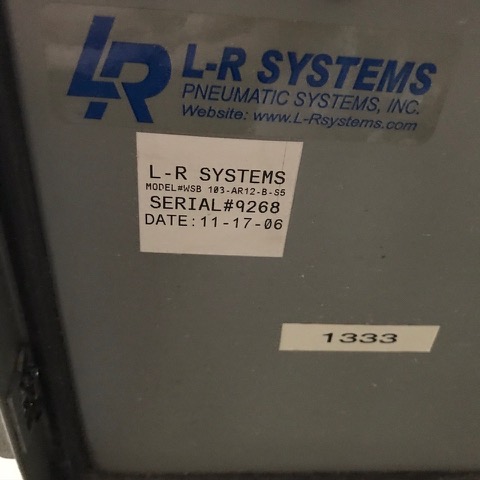 LR L-R SYSTEMS
PNEUMATIC SYSTEMS, INC.
Website: www.L-Rsystems.com
L-R SYSTEMS
MODEL#WSB 103-AR12-B-S5
SERIAL#9268
DATE:11-17-06
1333